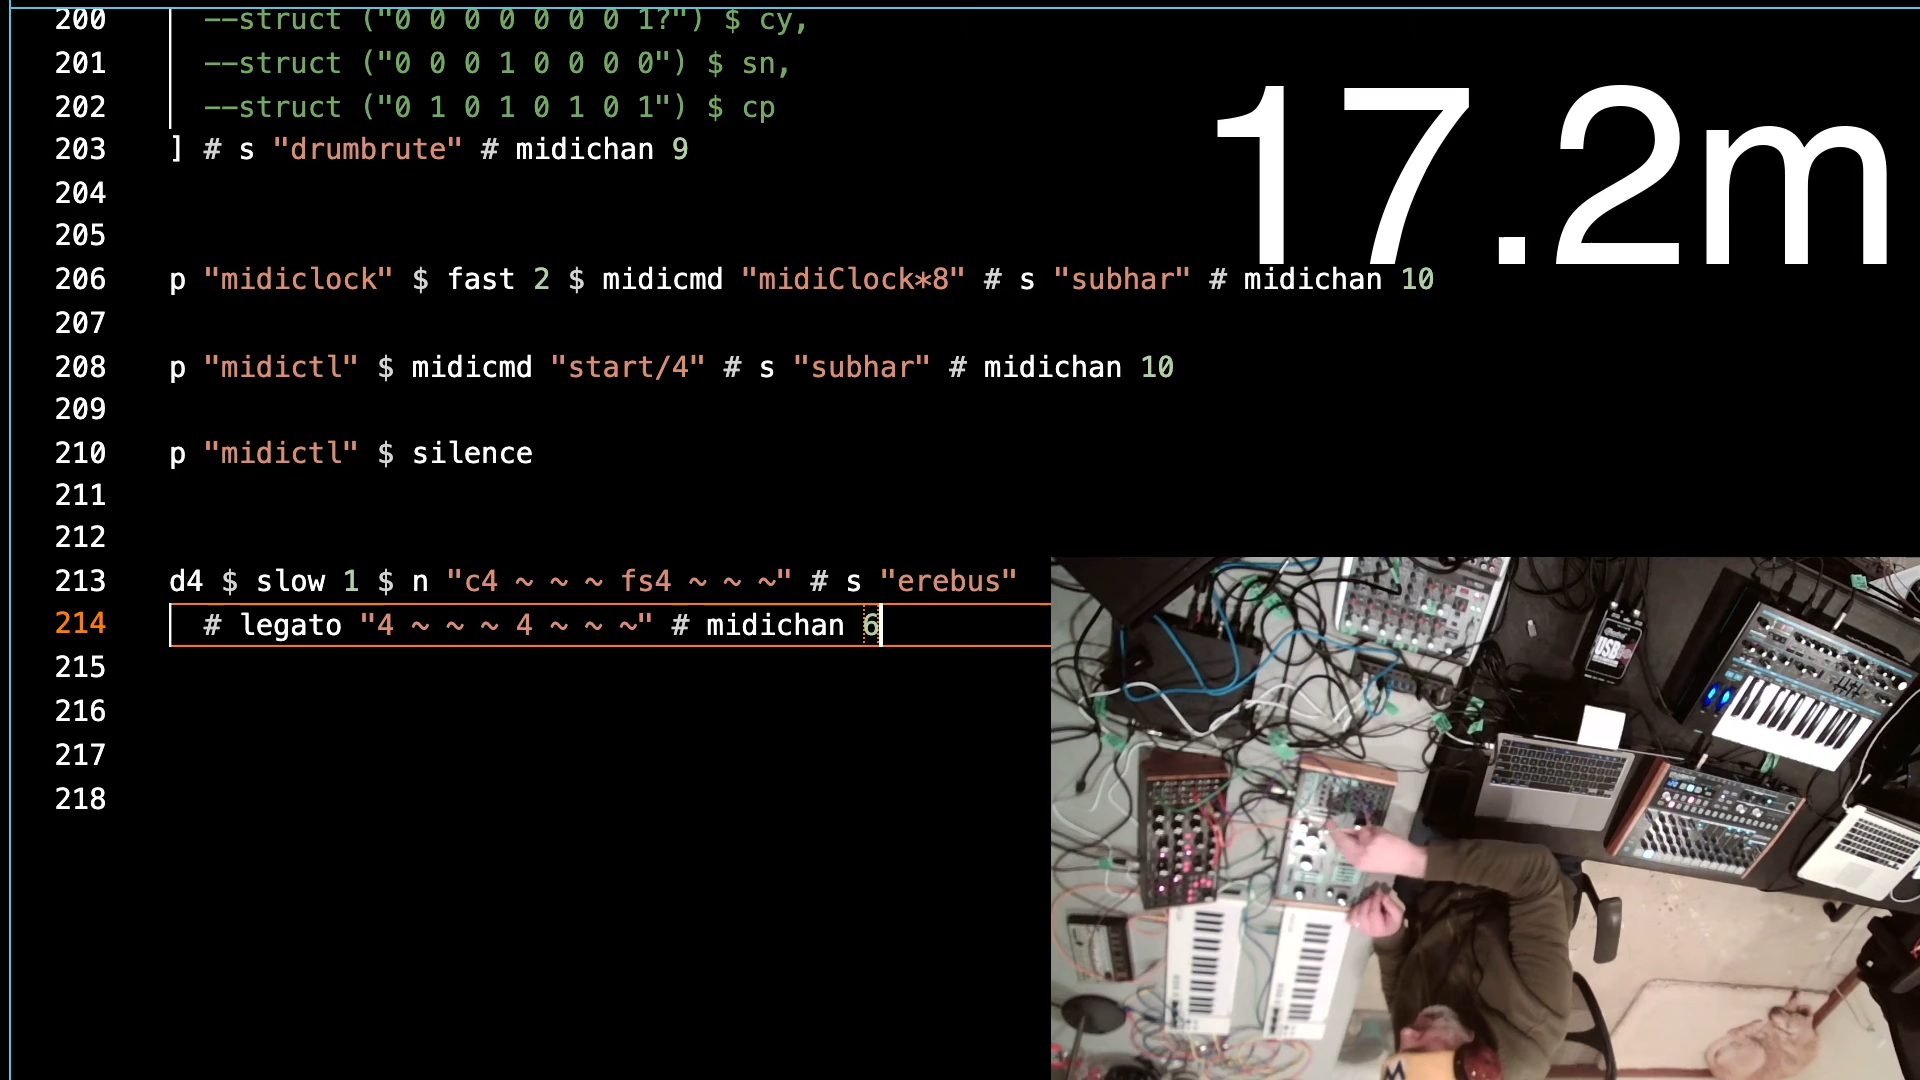 200 --struct ("0 0 0 0 0 0 0 1?") $ cy,
201 --struct ("0 0 0 1 0 0 0 0") $ sn,
202 --struct ("0 1 0 1 0 1 0 1") $ cp
17.2m
203 ] # s "drumbrute" # midichan 9
204
205
206 p "midiclock" $ fast 2 $ midicmd "midiClock*8" # s "subhar" # midichan 10
207
208 p "midictl" $ midicmd "start/4" # s "subhar" # midichan 10
209
210 p "midictl" $ silence
211
212
213 d4 $ slow 1 $ n "c4 ~ ~ ~ fs4 ~ ~ ~" # s "erebus"
214 # legato "4 ~ ~ ~ 4 ~ ~ ~" # midichan 6
215
216
217
218
USB